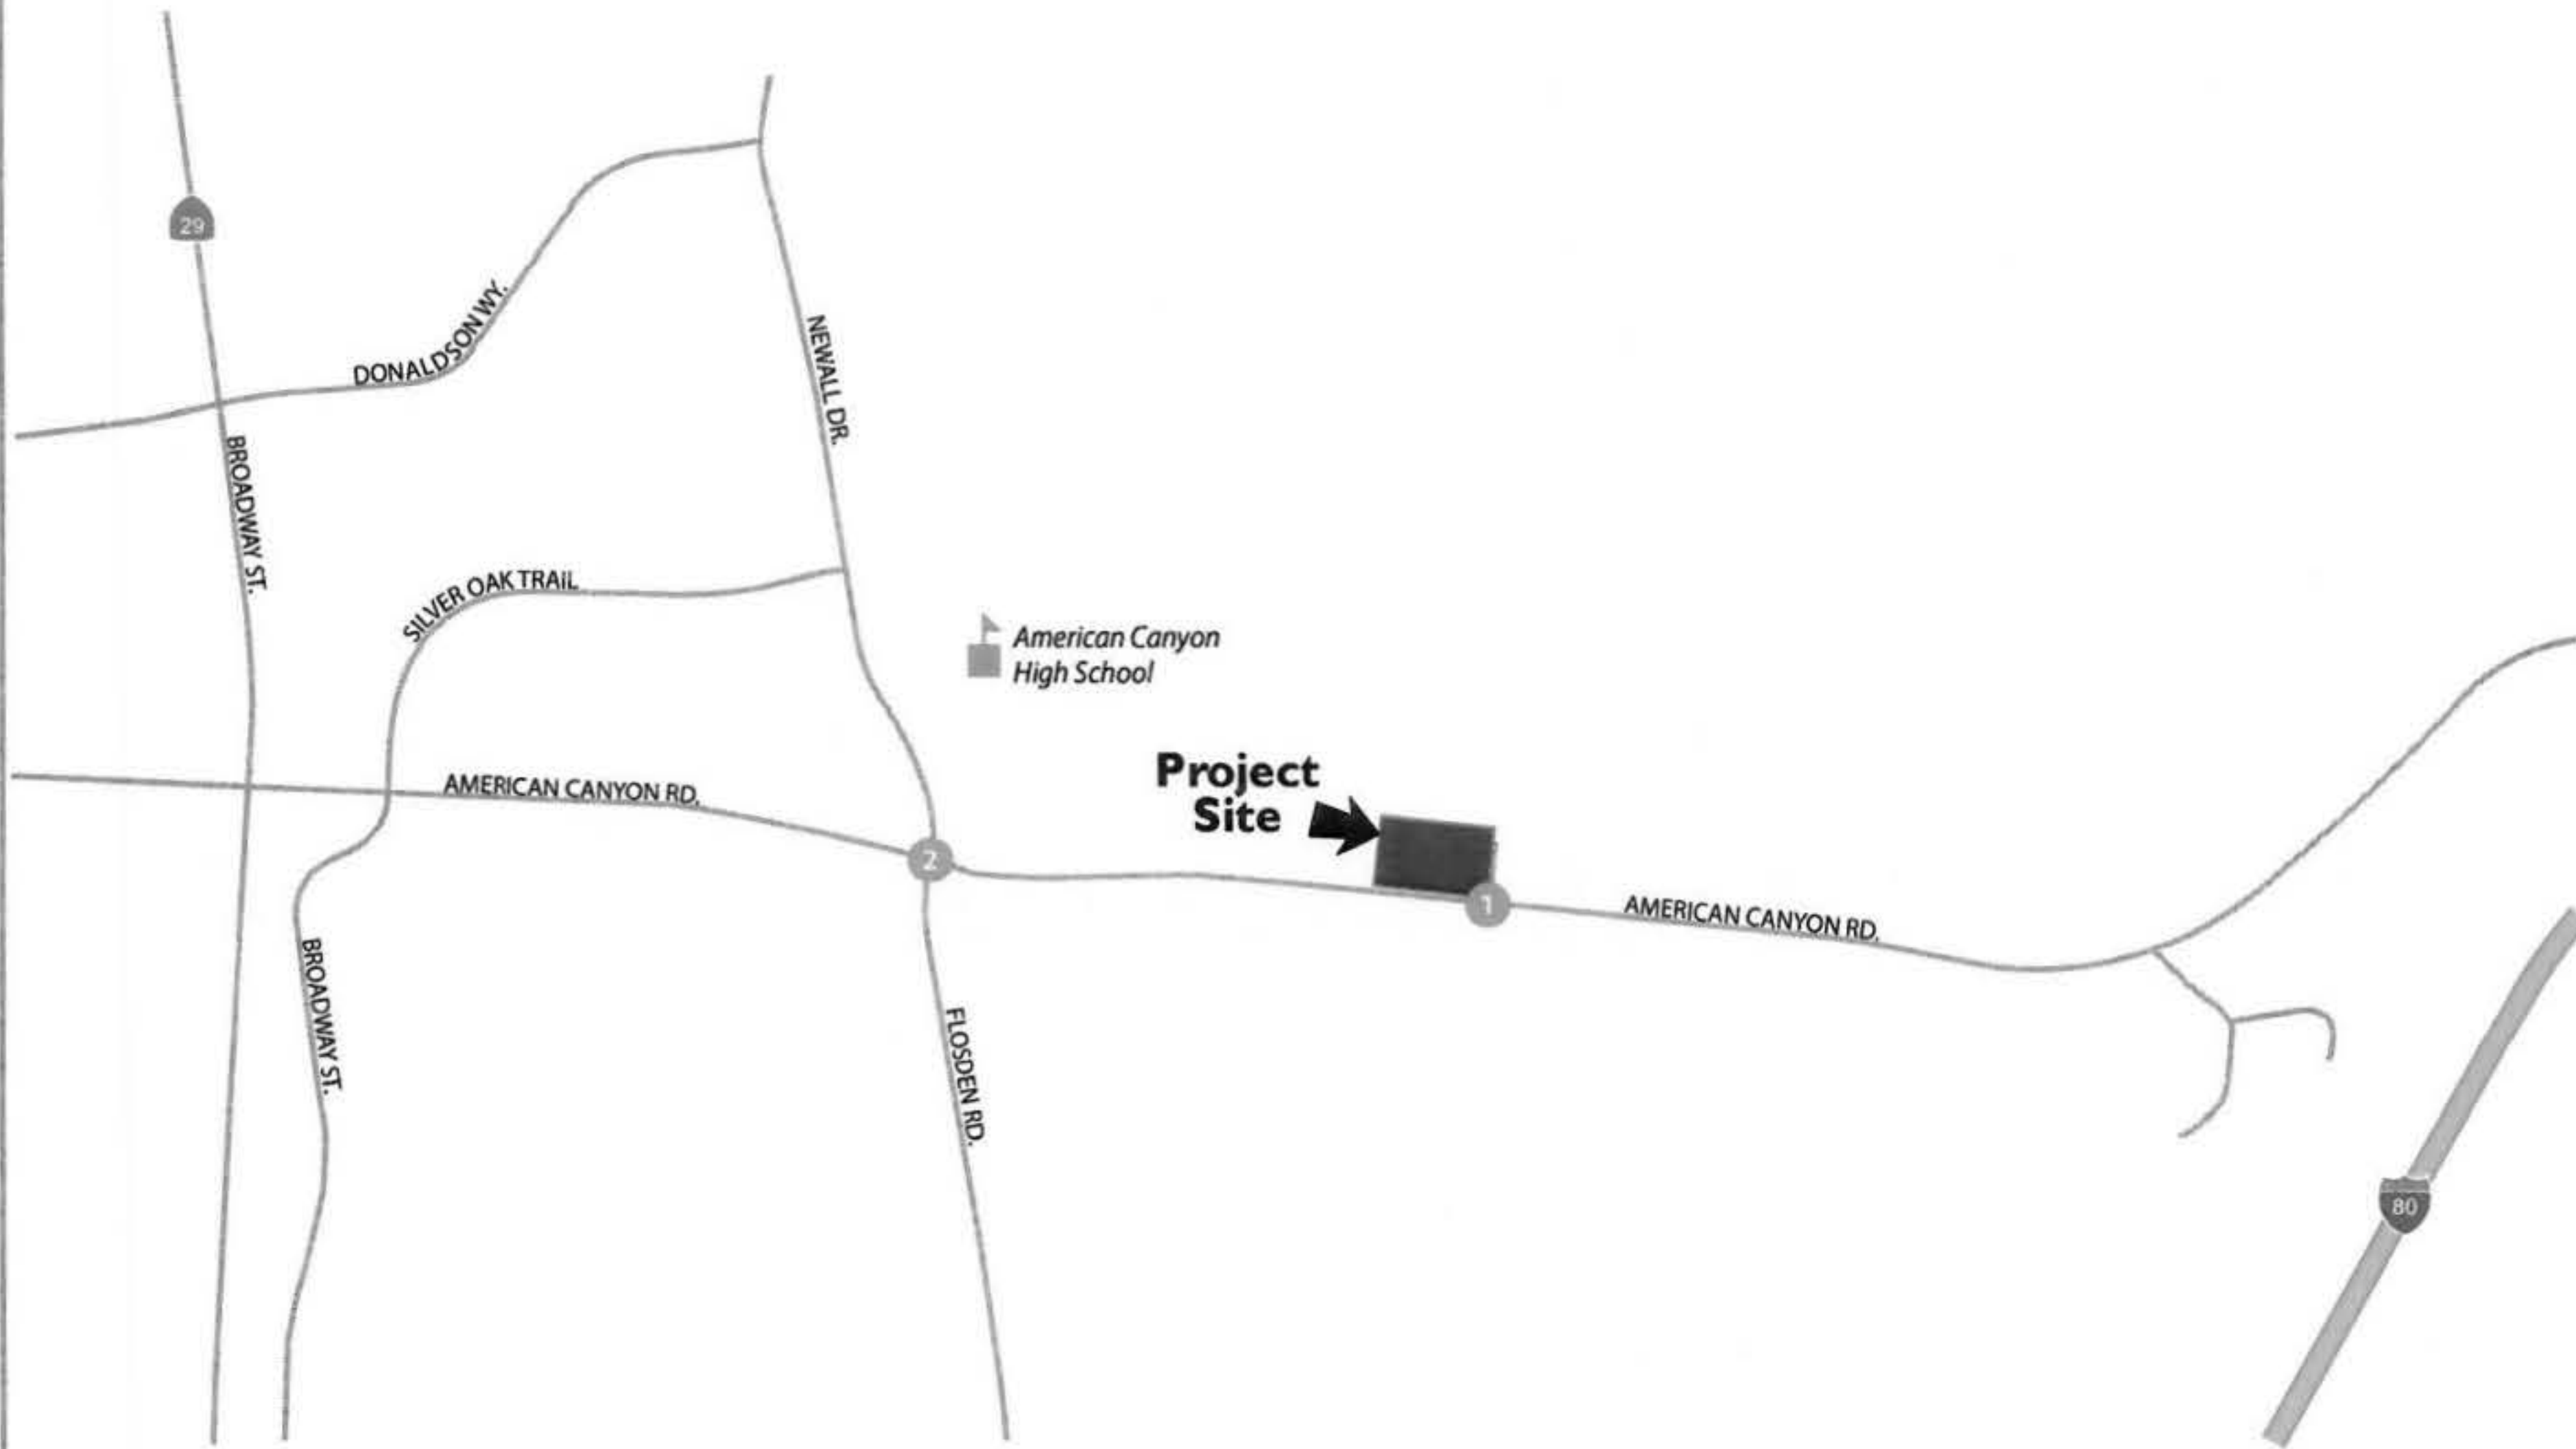 29
DONALDSON WY.
NEWALL DR.
BROADWAY ST.
SILVER OAK TRAIL
American Canyon
High School
Project
Site
AMERICAN CANYON RD.
2
1
AMERICAN CANYON RD.
BROADWAY ST.
FLOSDEN RD.
80